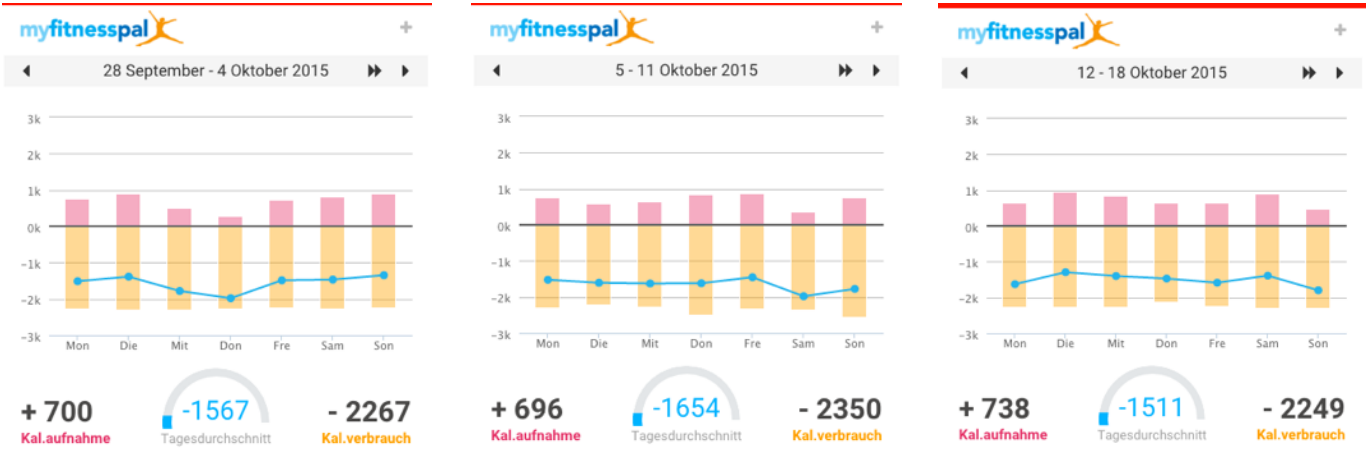 myfitnesspal +
28 September - 4 Oktober 2015
3k
2k
1k
0k
-1k
-2k
-3k
Mon Die Mit Don Fre Sam Son
+ 700 -1567 - 2267
Kal.aufnahme Tagesdurchschnitt Kal.verbrauch
myfitnesspal +
5 - 11 Oktober 2015
3k
2k
1k
0k
-1k
-2k
-3k
Mon Die Mit Don Fre Sam Son
+ 696 -1654 - 2350
Kal.aufnahme Tagesdurchschnitt Kal.verbrauch
myfitnesspal +
12 - 18 Oktober 2015
3k
2k
1k
0k
-1k
-2k
-3k
Mon Die Mit Don Fre Sam Son
+ 738 -1511 - 2249
Kal.aufnahme Tagesdurchschnitt Kal.verbrauch